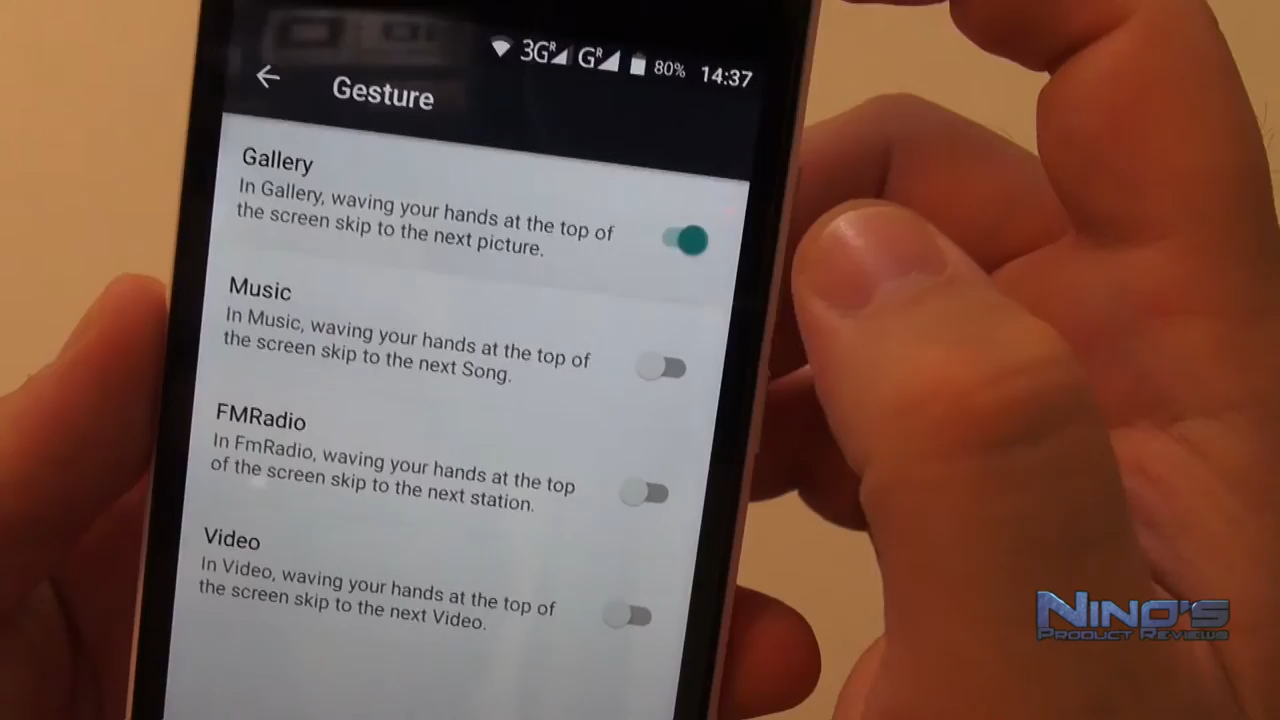 3G R G R 80% 14:37
Gesture
Gallery
In Gallery, waving your hands at the top of
the screen skip to the next picture.
Music
In Music, waving your hands at the top of
the screen skip to the next Song.
FMRadio
In FmRadio, waving your hands at the top
of the screen skip to the next station.
Video
In Video, waving your hands at the top of
the screen skip to the next Video.
NINO'S
PRODUCT REVIEWS